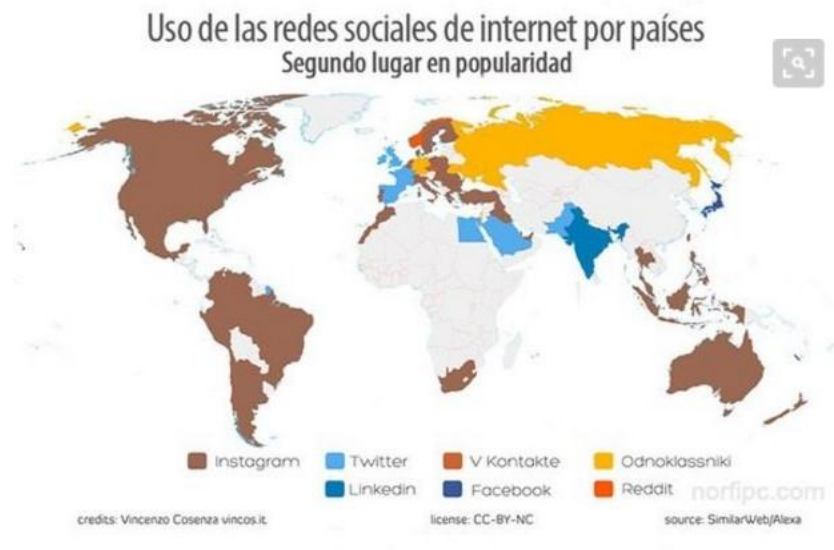 Uso de las redes sociales de internet por países
Segundo lugar en popularidad
Instagram Twitter V Kontakte Odnoklassniki
Linkedin Facebook Reddit
norfipc.com
credits: Vincenzo Cosenza vincos.it license: CC-BY-NC source: SimilarWeb/Alexa